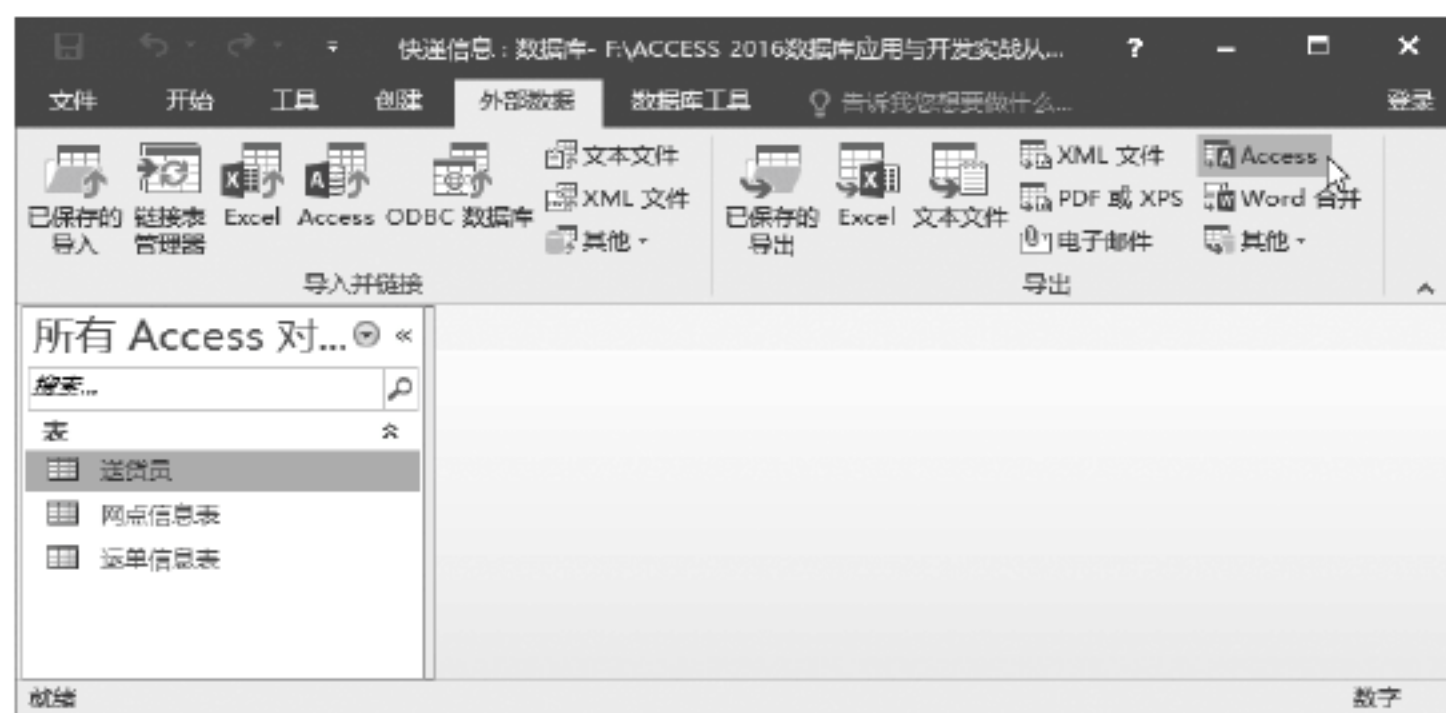 快递信息 : 数据库- F:\ACCESS 2016数据库应用与开发实战从... ?
文件 开始 工具 创建 外部数据 数据库工具 告诉我您想要做什么... 登录
已保存的导入 链接表管理器 Excel Access ODBC 数据库 文本文件 XML 文件 其他
已保存的导出 Excel 文本文件 XML 文件 PDF 或 XPS 电子邮件 Access Word 合并 其他
导入并链接 导出
所有 Access 对... «
搜索...
表
送货员
网点信息表
运单信息表
就绪 数字